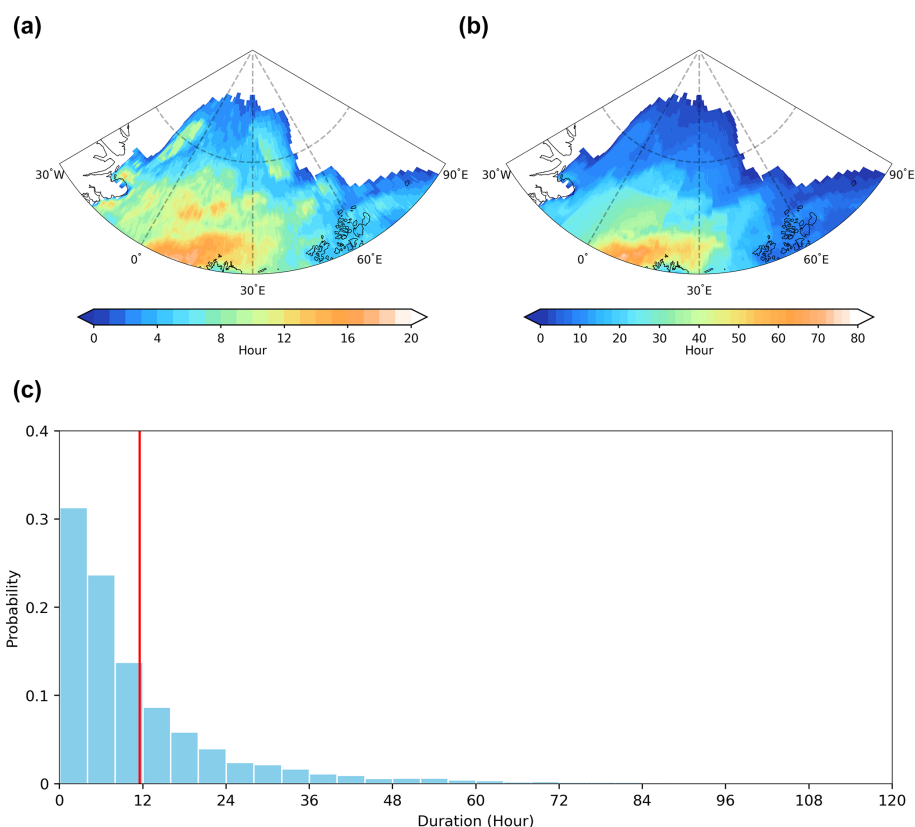 (a) (b)
30°W 90°E 30°W 90°E
0° 60°E 0° 60°E
30°E 30°E
0 4 8 12 16 20
Hour
0 10 20 30 40 50 60 70 80
Hour
(c)
0.4
0.3
0.2
0.1
0
Probability
0 12 24 36 48 60 72 84 96 108 120
Duration (Hour)